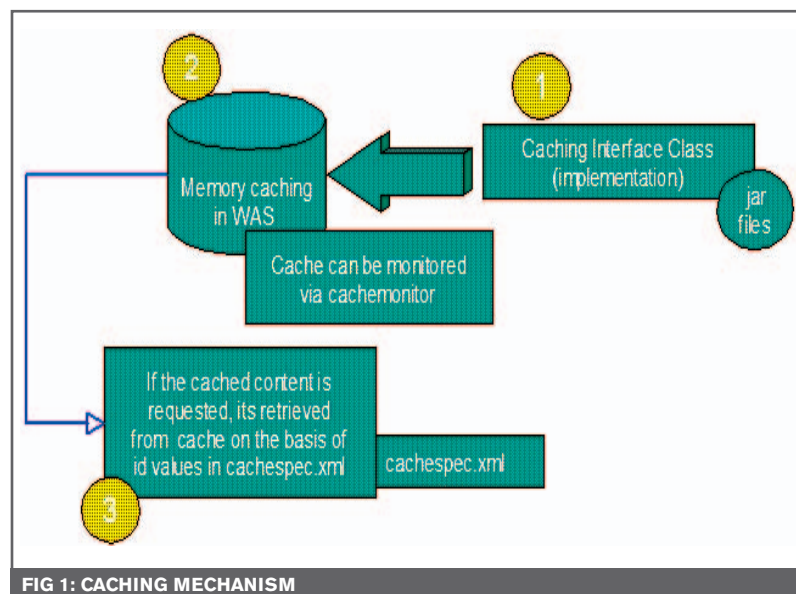 2
1
Caching Interface Class
(implementation)
jar
files
Memory caching
in WAS
Cache can be monitored
via cachemonitor
If the cached content is
requested, its retrieved
from cache on the basis of
id values in cachespec.xml
cachespec.xml
3
FIG 1: CACHING MECHANISM